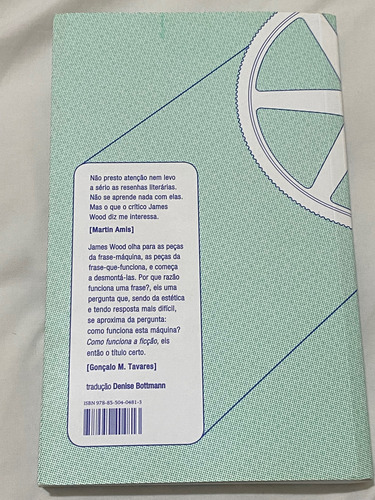 Não presto atenção nem levo
a sério as resenhas literárias.
Não se aprende nada com elas.
Mas o que o crítico James
Wood diz me interessa.
[Martin Amis]
James Wood olha para as peças
da frase-máquina, as peças da
frase-que-funciona, e começa
a desmontá-las. Por que razão
funciona uma frase?, eis uma
pergunta que, sendo da estética
e tendo resposta mais difícil,
se aproxima da pergunta:
como funciona esta máquina?
Como funciona a ficção, eis
então o título certo.
[Gonçalo M. Tavares]
tradução Denise Bottmann
ISBN 978-85-504-0481-3